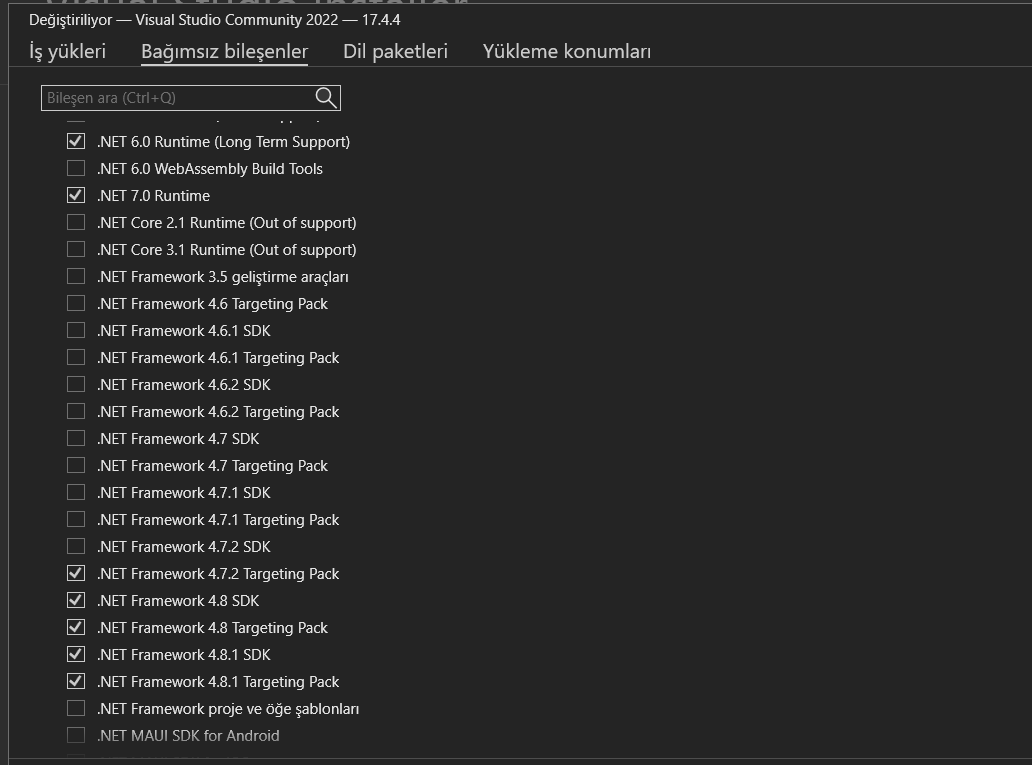 Değiştiriliyor — Visual Studio Community 2022 — 17.4.4
İş yükleri Bağımsız bileşenler Dil paketleri Yükleme konumları
Bileşen ara (Ctrl+Q)
.NET 6.0 Runtime (Long Term Support)
.NET 6.0 WebAssembly Build Tools
.NET 7.0 Runtime
.NET Core 2.1 Runtime (Out of support)
.NET Core 3.1 Runtime (Out of support)
.NET Framework 3.5 geliştirme araçları
.NET Framework 4.6 Targeting Pack
.NET Framework 4.6.1 SDK
.NET Framework 4.6.1 Targeting Pack
.NET Framework 4.6.2 SDK
.NET Framework 4.6.2 Targeting Pack
.NET Framework 4.7 SDK
.NET Framework 4.7 Targeting Pack
.NET Framework 4.7.1 SDK
.NET Framework 4.7.1 Targeting Pack
.NET Framework 4.7.2 SDK
.NET Framework 4.7.2 Targeting Pack
.NET Framework 4.8 SDK
.NET Framework 4.8 Targeting Pack
.NET Framework 4.8.1 SDK
.NET Framework 4.8.1 Targeting Pack
.NET Framework proje ve öğe şablonları
.NET MAUI SDK for Android